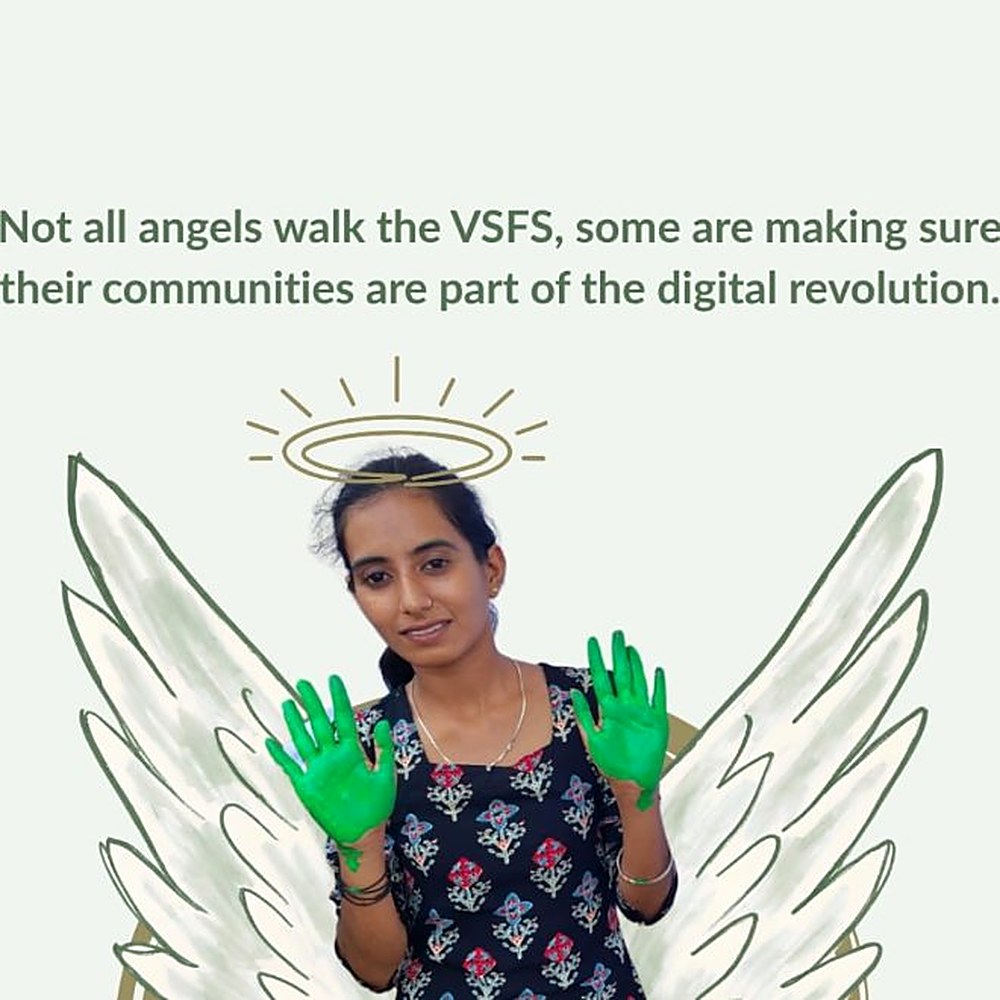 Not all angels walk the VSFS, some are making sure
their communities are part of the digital revolution.